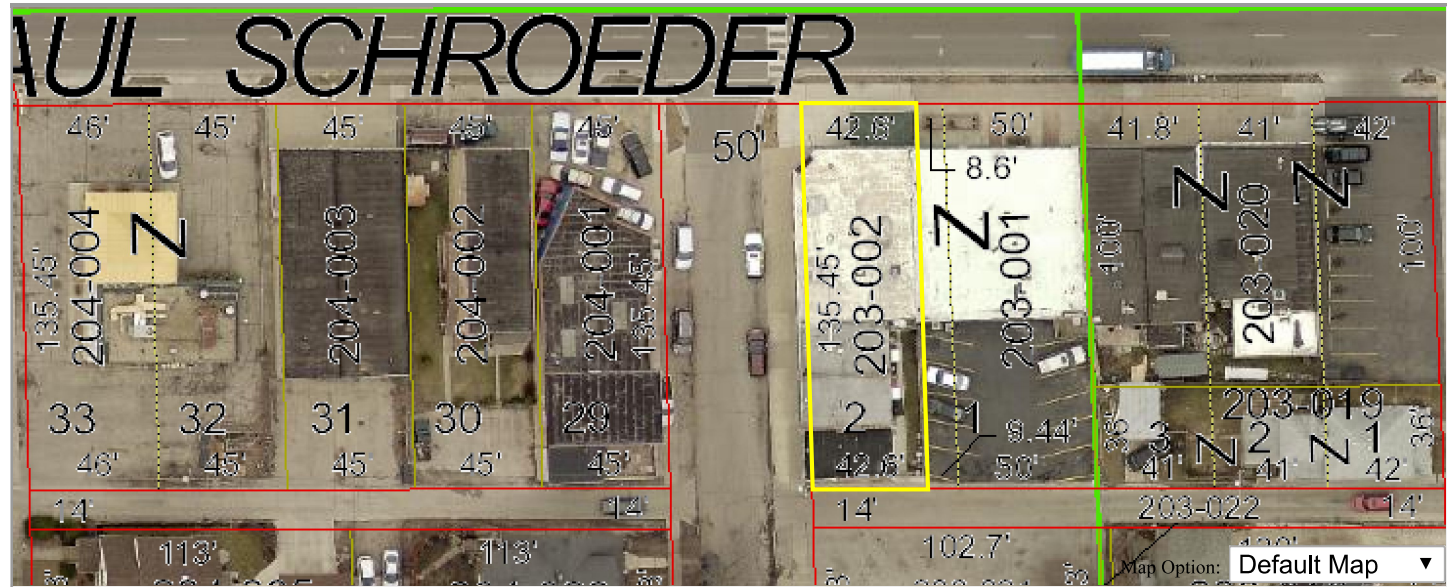 AUL SCHROEDER
46' 45' 45' 45' 45' 50' 42.6' 50' 41.8' 41' 42'
8.6'
135.45' 204-004 Z 204-003 204-002 204-001 135.45' 135.45' 203-002 Z 203-001 100' Z 203-020 Z 100'
33 32 31 30 29 2 1 9.44' 36' 3 Z 2 Z 1 36'
203-019
46' 45' 45' 45' 45' 42.6' 50' 41' 41' 42'
14' 14' 14' 203-022 14'
113' 113' 102.7'
Map Option: Default Map ▼